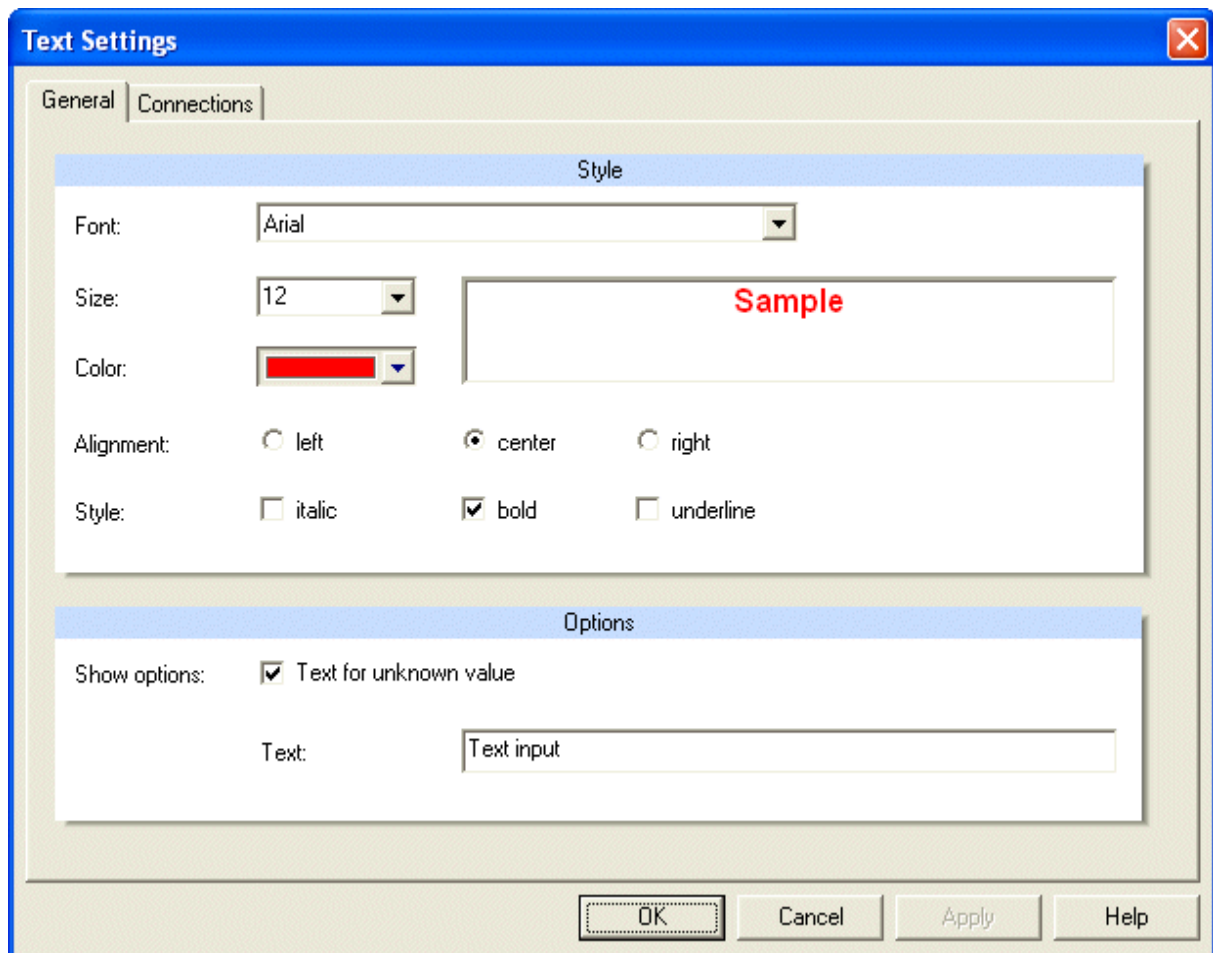 Text Settings
General Connections
Style
Font: Arial
Size: 12 Sample
Color:
Alignment: left center right
Style: italic bold underline
Options
Show options: Text for unknown value
Text: Text input
OK Cancel Apply Help